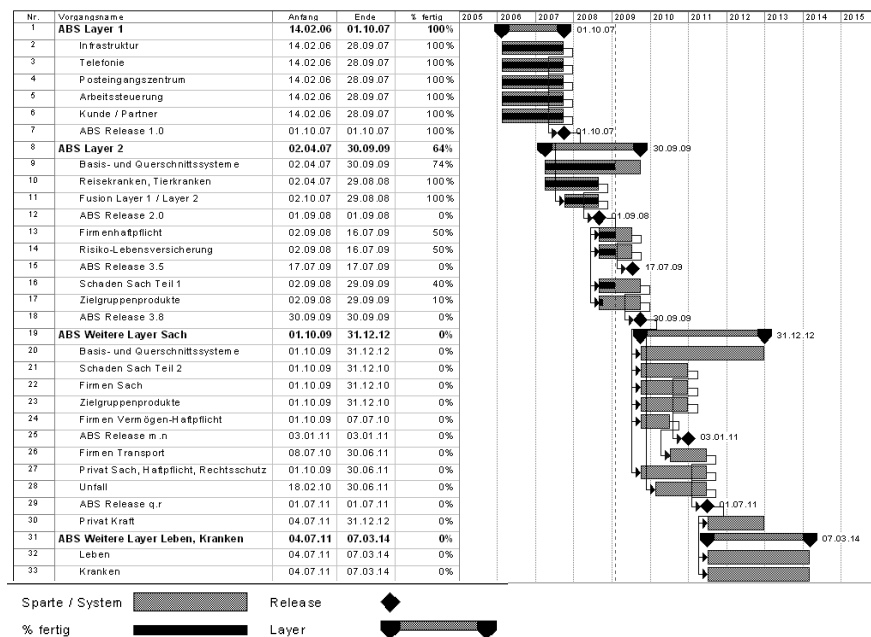 Nr. Vorgangsname Anfang Ende % fertig 2005 2006 2007 2008 2009 2010 2011 2012 2013 2014 2015
1 ABS Layer 1 14.02.06 01.10.07 100% 01.10.07
2 Infrastruktur 14.02.06 28.09.07 100%
3 Telefonie 14.02.06 28.09.07 100%
4 Posteingangszentrum 14.02.06 28.09.07 100%
5 Arbeitssteuerung 14.02.06 28.09.07 100%
6 Kunde / Partner 14.02.06 28.09.07 100%
7 ABS Release 1.0 01.10.07 01.10.07 100% 01.10.07
8 ABS Layer 2 02.04.07 30.09.09 64% 30.09.09
9 Basis- und Querschnittssysteme 02.04.07 30.09.09 74%
10 Reisekranken, Tierkranken 02.04.07 29.08.08 100%
11 Fusion Layer 1 / Layer 2 02.10.07 29.08.08 100%
12 ABS Release 2.0 01.09.08 01.09.08 0% 01.09.08
13 Firmenhaftpflicht 02.09.08 16.07.09 50%
14 Risiko-Lebensversicherung 02.09.08 16.07.09 50%
15 ABS Release 3.5 17.07.09 17.07.09 0% 17.07.09
16 Schaden Sach Teil 1 02.09.08 29.09.09 40%
17 Zielgruppenprodukte 02.09.08 29.09.09 10%
18 ABS Release 3.8 30.09.09 30.09.09 0% 30.09.09
19 ABS Weitere Layer Sach 01.10.09 31.12.12 0% 31.12.12
20 Basis- und Querschnittssysteme 01.10.09 31.12.12 0%
21 Schaden Sach Teil 2 01.10.09 31.12.10 0%
22 Firmen Sach 01.10.09 31.12.10 0%
23 Zielgruppenprodukte 01.10.09 31.12.10 0%
24 Firmen Vermögen-Haftpflicht 01.10.09 07.07.10 0%
25 ABS Release m.n 03.01.11 03.01.11 0% 03.01.11
26 Firmen Transport 08.07.10 30.06.11 0%
27 Privat Sach, Haftpflicht, Rechtsschutz 01.10.09 30.06.11 0%
28 Unfall 18.02.10 30.06.11 0%
29 ABS Release q.r 01.07.11 01.07.11 0% 01.07.11
30 Privat Kraft 04.07.11 31.12.12 0%
31 ABS Weitere Layer Leben, Kranken 04.07.11 07.03.14 0% 07.03.14
32 Leben 04.07.11 07.03.14 0%
33 Kranken 04.07.11 07.03.14 0%
Sparte / System Release
% fertig Layer